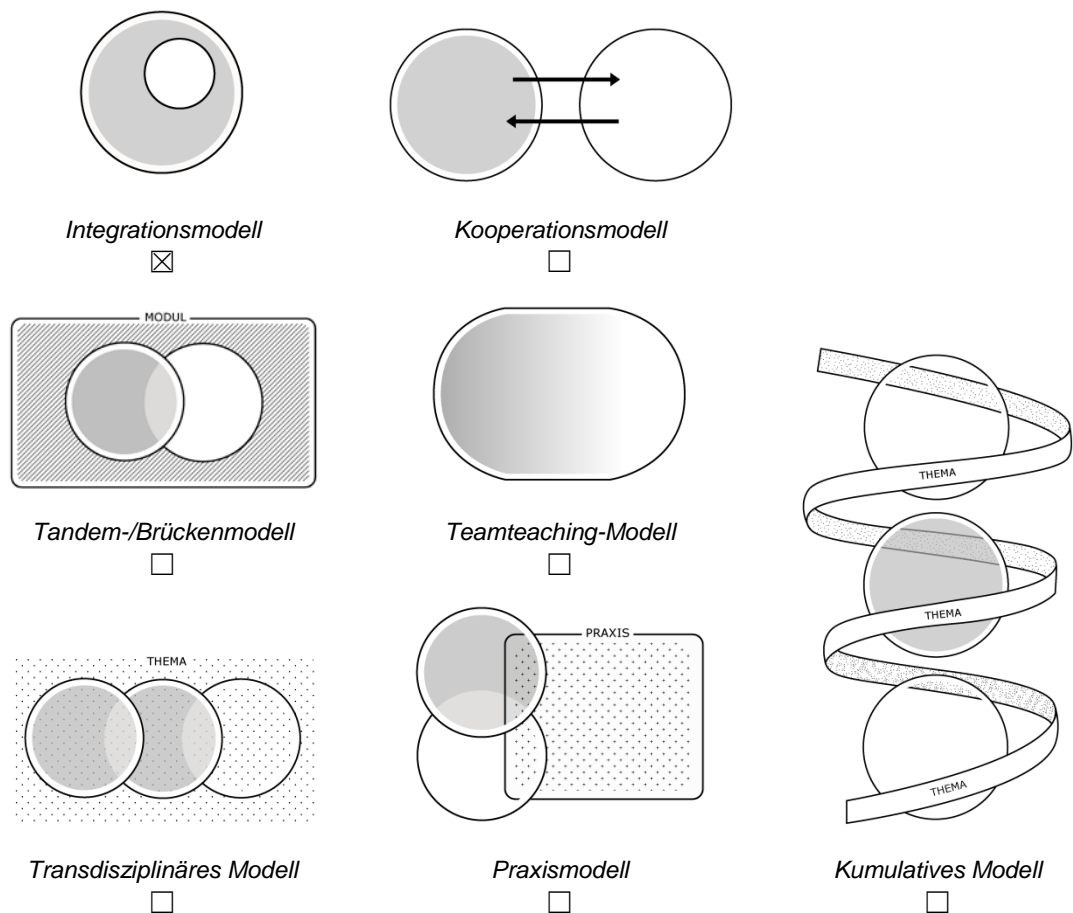 Integrationsmodell
☒
Kooperationsmodell
☐
MODUL
Tandem-/Brückenmodell
☐
Teamteaching-Modell
☐
THEMA
Transdisziplinäres Modell
☐
PRAXIS
Praxismodell
☐
THEMA
THEMA
THEMA
Kumulatives Modell
☐